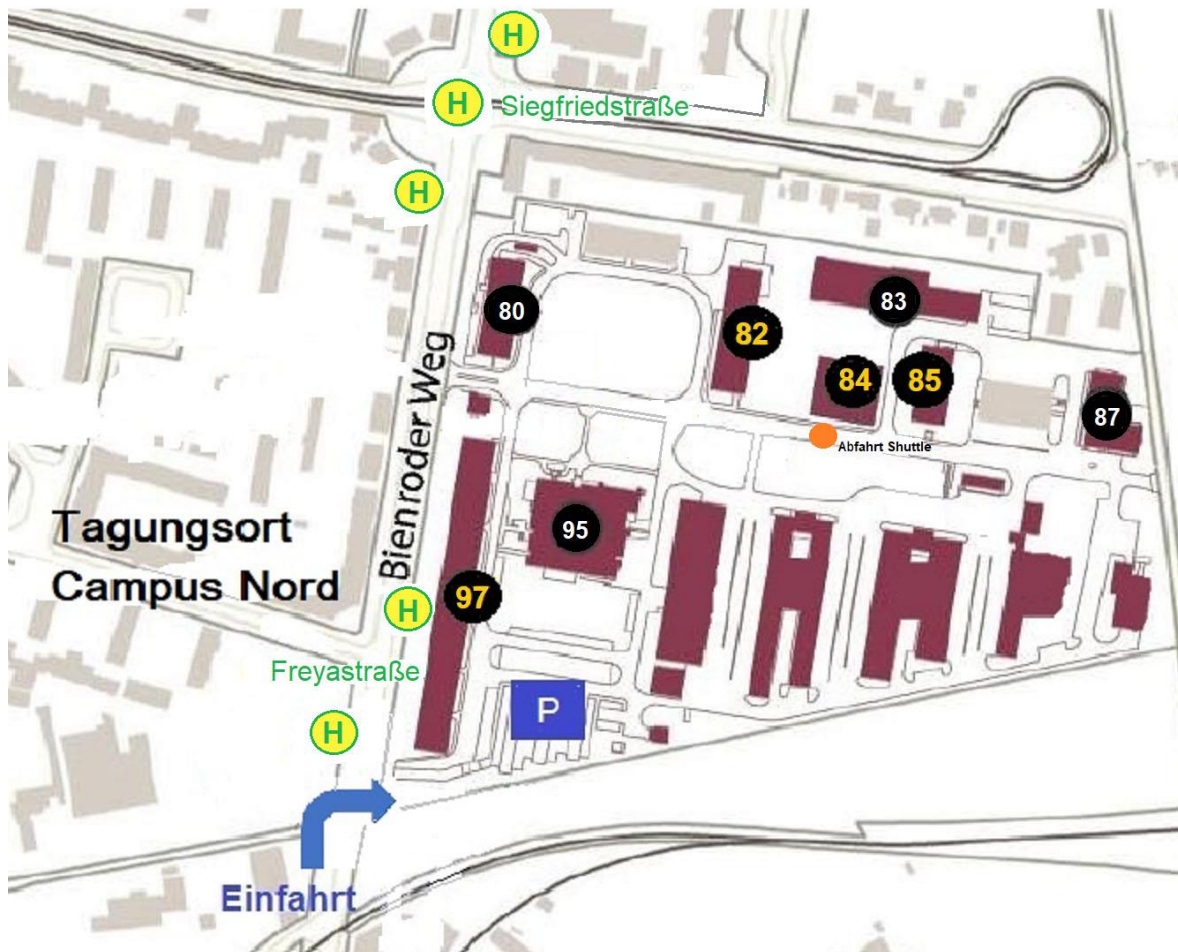 H
H
Siegfriedstraße
H
80
82
83
84
85
87
Abfahrt Shuttle
Bienroder Weg
Tagungsort
Campus Nord
95
H
97
Freyastraße
P
H
Einfahrt